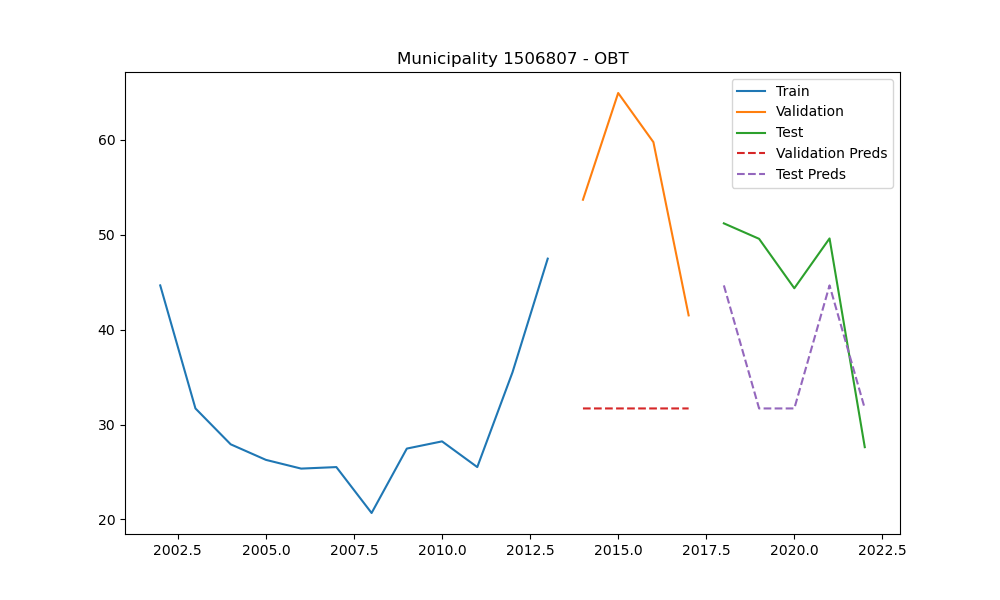 Municipality 1506807 - OBT
Train
Validation
Test
Validation Preds
Test Preds
60
50
40
30
20
2002.5 2005.0 2007.5 2010.0 2012.5 2015.0 2017.5 2020.0 2022.5